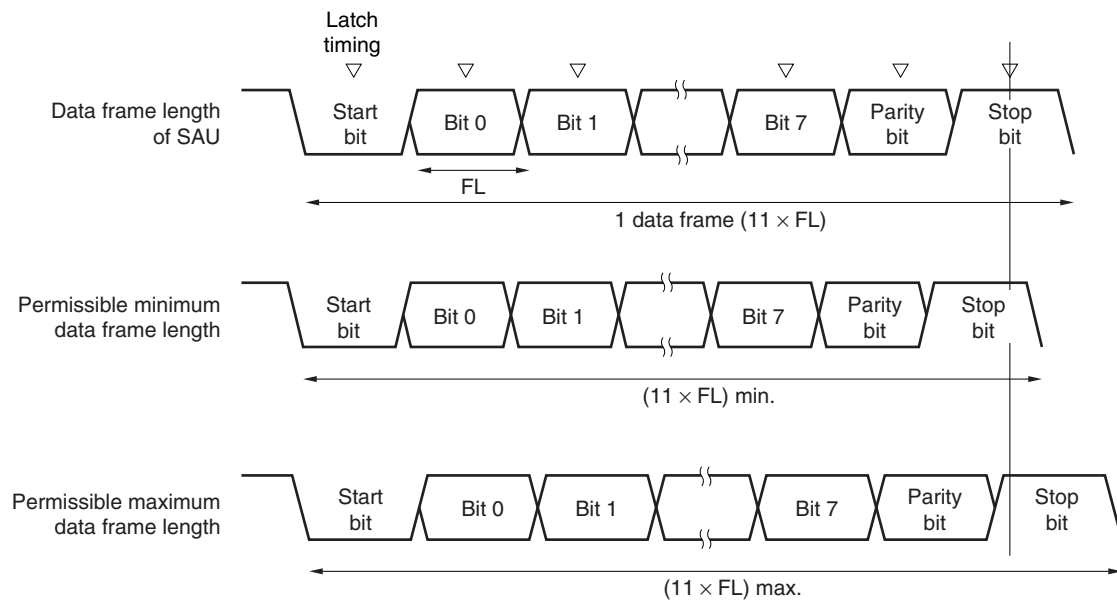 Latch
timing
Data frame length
of SAU
Start
bit
Bit 0
Bit 1
Bit 7
Parity
bit
Stop
bit
FL
1 data frame (11 × FL)
Permissible minimum
data frame length
Start
bit
Bit 0
Bit 1
Bit 7
Parity
bit
Stop
bit
(11 × FL) min.
Permissible maximum
data frame length
Start
bit
Bit 0
Bit 1
Bit 7
Parity
bit
Stop
bit
(11 × FL) max.